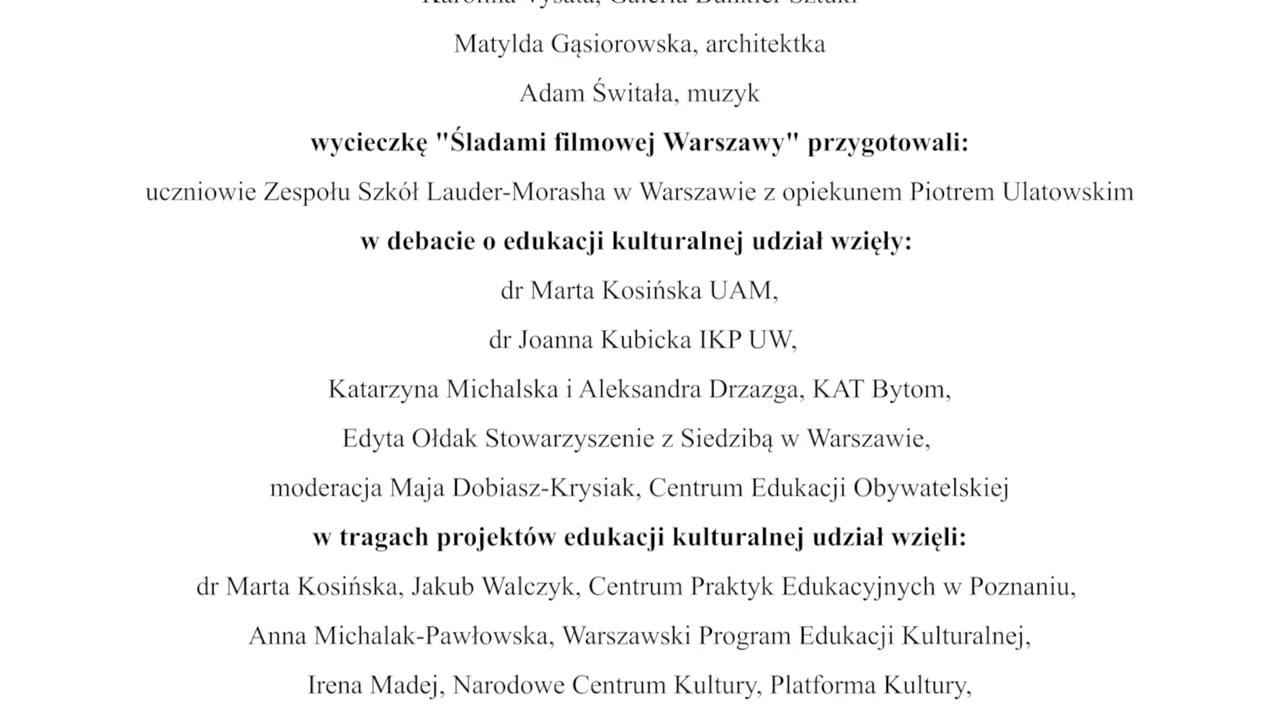 Matylda Gąsiorowska, architektka
Adam Świtała, muzyk
wycieczkę "Śladami filmowej Warszawy" przygotowali:
uczniowie Zespołu Szkół Lauder-Morasha w Warszawie z opiekunem Piotrem Ulatowskim
w debacie o edukacji kulturalnej udział wzięły:
dr Marta Kosińska UAM,
dr Joanna Kubicka IKP UW,
Katarzyna Michalska i Aleksandra Drzazga, KAT Bytom,
Edyta Ołdak Stowarzyszenie z Siedzibą w Warszawie,
moderacja Maja Dobiasz-Krysiak, Centrum Edukacji Obywatelskiej
w tragach projektów edukacji kulturalnej udział wzięli:
dr Marta Kosińska, Jakub Walczyk, Centrum Praktyk Edukacyjnych w Poznaniu,
Anna Michalak-Pawłowska, Warszawski Program Edukacji Kulturalnej,
Irena Madej, Narodowe Centrum Kultury, Platforma Kultury,